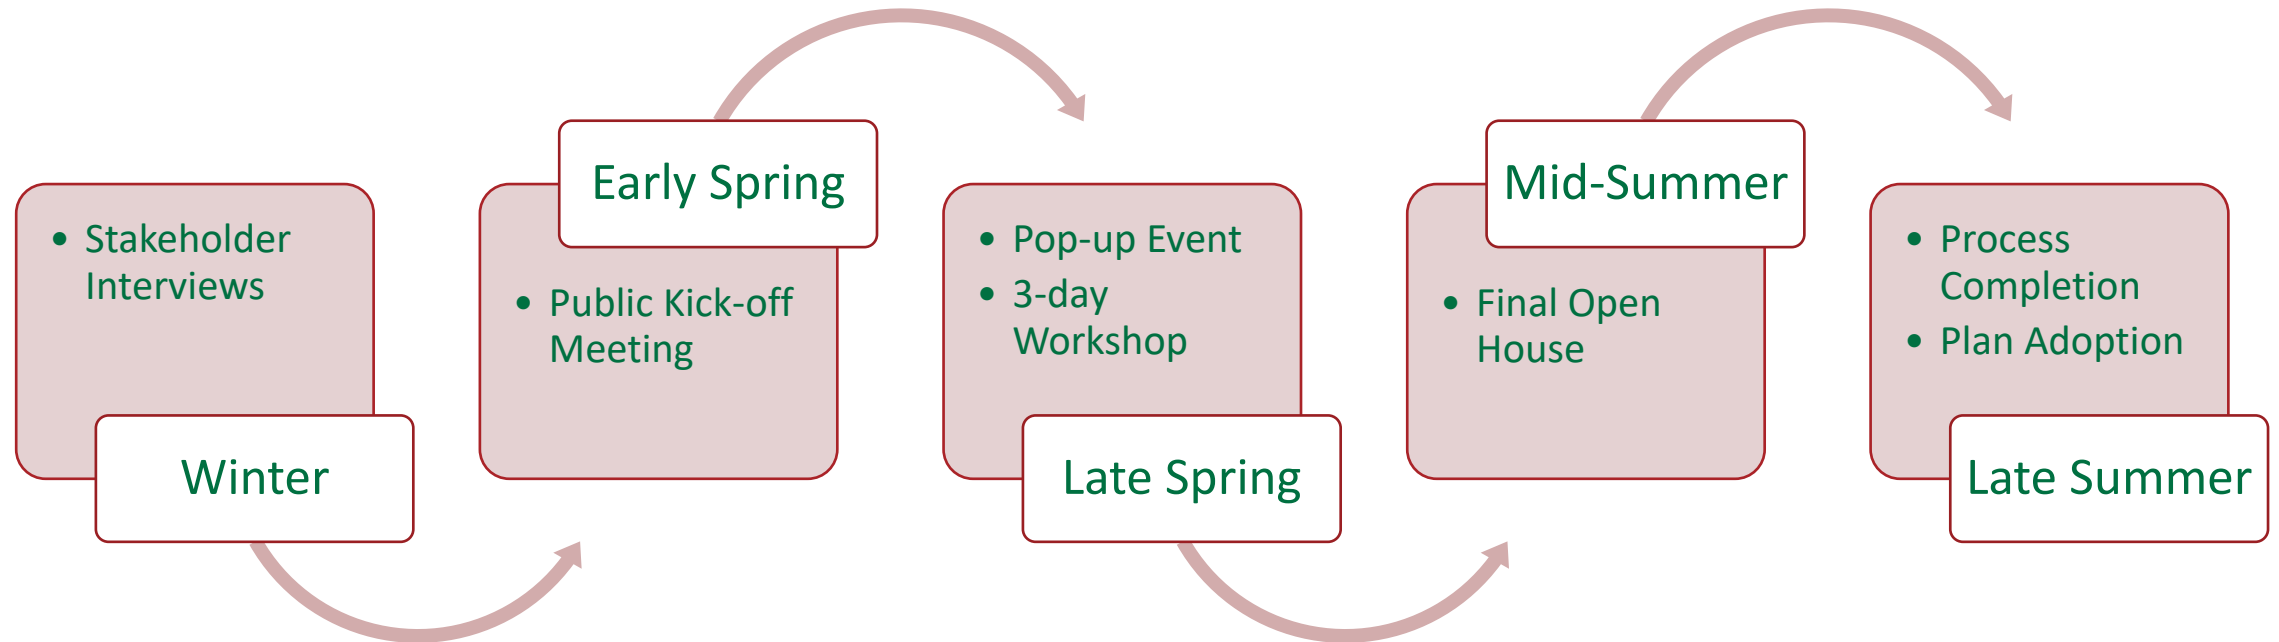 • Stakeholder
Interviews
Winter
Early Spring
• Public Kick-off
Meeting
• Pop-up Event
• 3-day
Workshop
Late Spring
Mid-Summer
• Final Open
House
• Process
Completion
• Plan Adoption
Late Summer